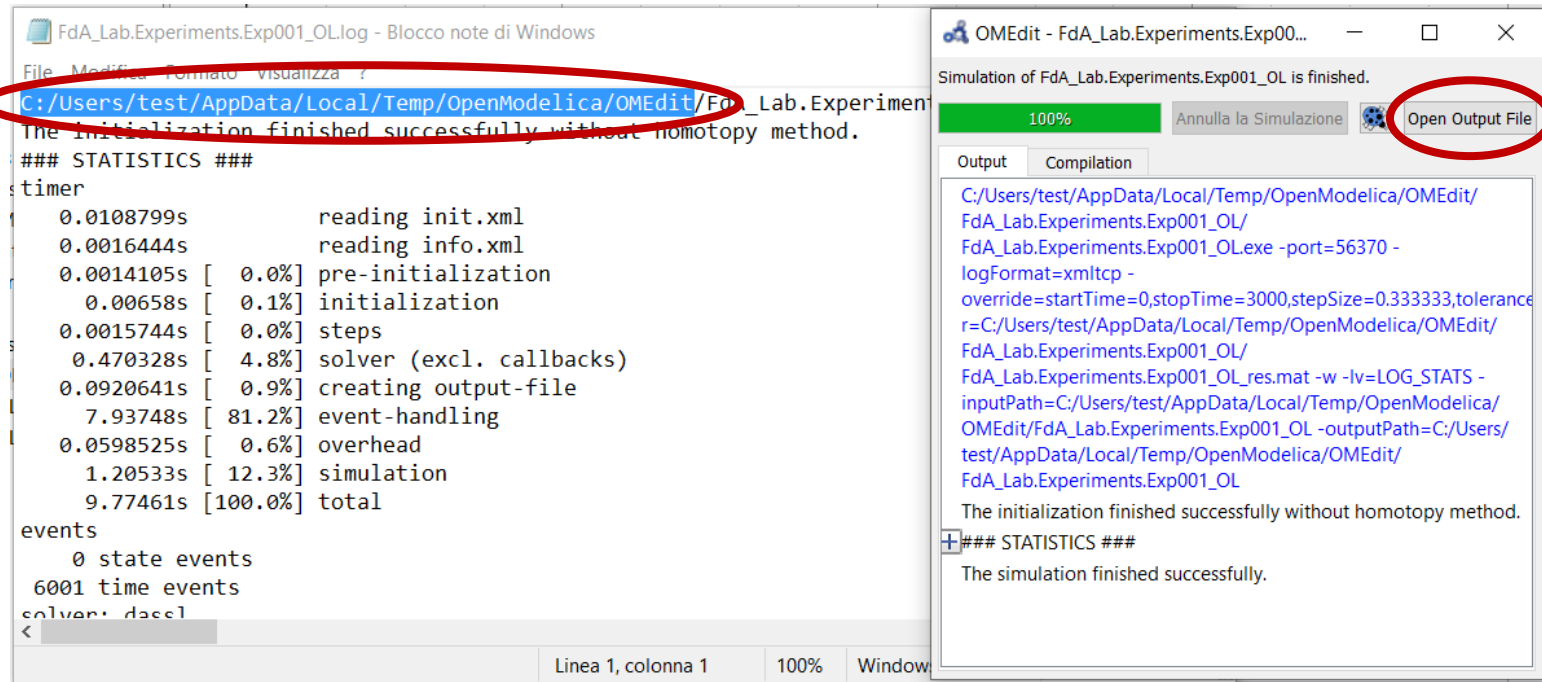 FdA_Lab.Experiments.Exp001_OL.log - Blocco note di Windows
File Modifica Formato Visualizza ?
C:/Users/test/AppData/Local/Temp/OpenModelica/OMEdit/FdA_Lab.Experiment
The initialization finished successfully without homotopy method.
### STATISTICS ###
timer
0.0108799s reading init.xml
0.0016444s reading info.xml
0.0014105s [ 0.0%] pre-initialization
0.00658s [ 0.1%] initialization
0.0015744s [ 0.0%] steps
0.470328s [ 4.8%] solver (excl. callbacks)
0.0920641s [ 0.9%] creating output-file
7.93748s [ 81.2%] event-handling
0.0598525s [ 0.6%] overhead
1.20533s [ 12.3%] simulation
9.77461s [100.0%] total
events
0 state events
6001 time events
solver: dassl
Linea 1, colonna 1 100% Window
OMEdit - FdA_Lab.Experiments.Exp00...
Simulation of FdA_Lab.Experiments.Exp001_OL is finished.
100% Annulla la Simulazione Open Output File
Output Compilation
C:/Users/test/AppData/Local/Temp/OpenModelica/OMEdit/
FdA_Lab.Experiments.Exp001_OL/
FdA_Lab.Experiments.Exp001_OL.exe -port=56370 -
logFormat=xmltcp -
override=startTime=0,stopTime=3000,stepSize=0.333333,tolerance
r=C:/Users/test/AppData/Local/Temp/OpenModelica/OMEdit/
FdA_Lab.Experiments.Exp001_OL/
FdA_Lab.Experiments.Exp001_OL_res.mat -w -lv=LOG_STATS -
inputPath=C:/Users/test/AppData/Local/Temp/OpenModelica/
OMEdit/FdA_Lab.Experiments.Exp001_OL -outputPath=C:/Users/
test/AppData/Local/Temp/OpenModelica/OMEdit/
FdA_Lab.Experiments.Exp001_OL
The initialization finished successfully without homotopy method.
### STATISTICS ###
The simulation finished successfully.